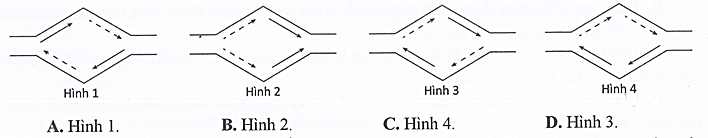 Hình 1
Hình 2
Hình 3
Hình 4
A. Hình 1.
B. Hình 2.
C. Hình 4.
D. Hình 3.